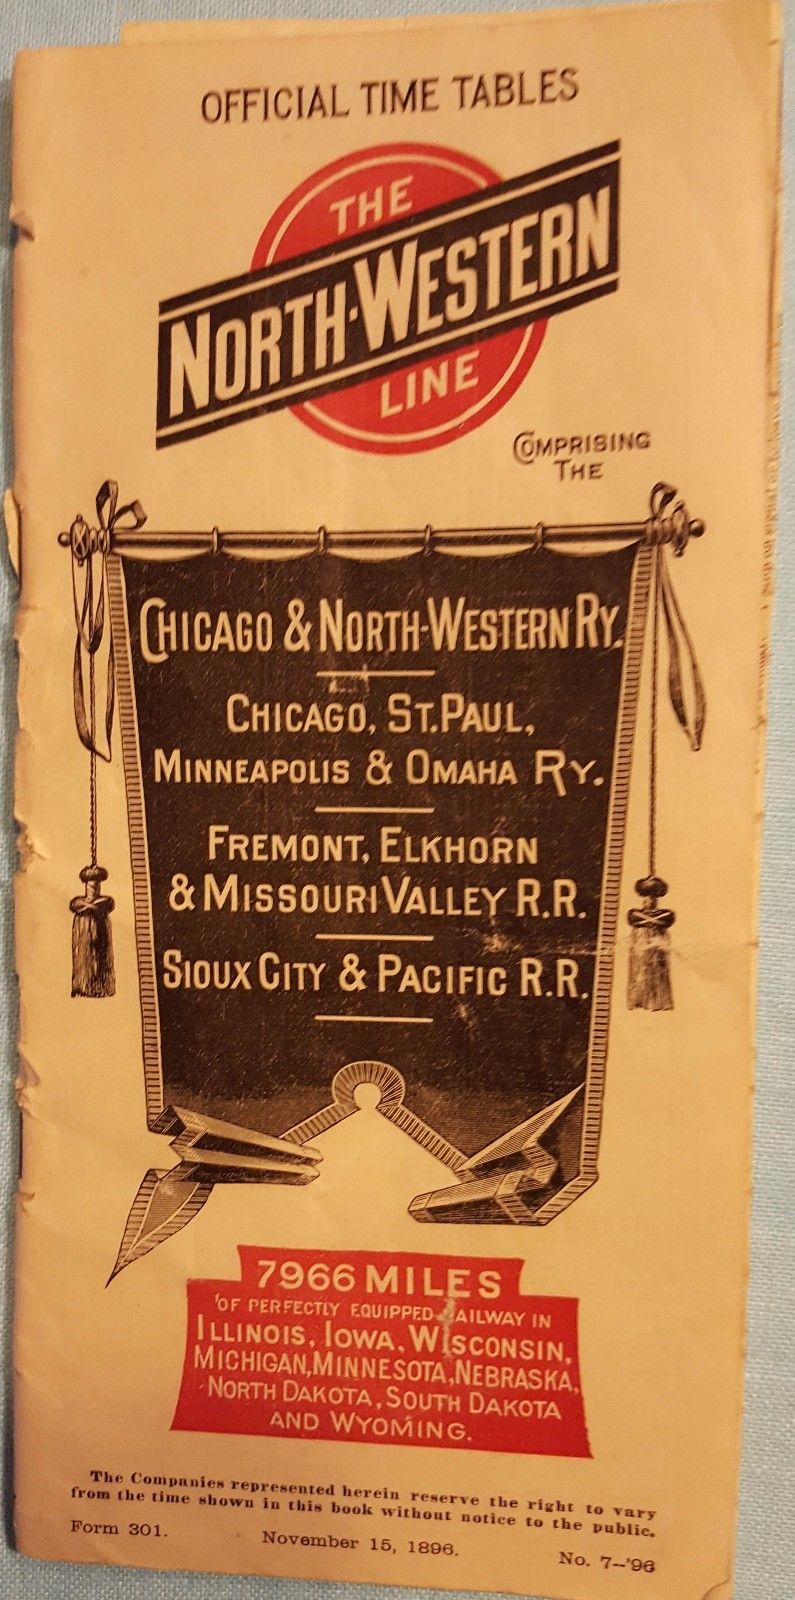 OFFICIAL TIME TABLES
THE
NORTH-WESTERN
LINE
COMPRISING
THE
CHICAGO & NORTH-WESTERN RY.
CHICAGO, ST. PAUL,
MINNEAPOLIS & OMAHA RY.
FREMONT, ELKHORN
& MISSOURI VALLEY R.R.
SIOUX CITY & PACIFIC R.R.
7966 MILES
OF PERFECTLY EQUIPPED RAILWAY IN
ILLINOIS, IOWA, WISCONSIN,
MICHIGAN, MINNESOTA, NEBRASKA,
NORTH DAKOTA, SOUTH DAKOTA
AND WYOMING.
The Companies represented herein reserve the right to vary
from the time shown in this book without notice to the public.
Form 301. November 15, 1896. No. 7--'96